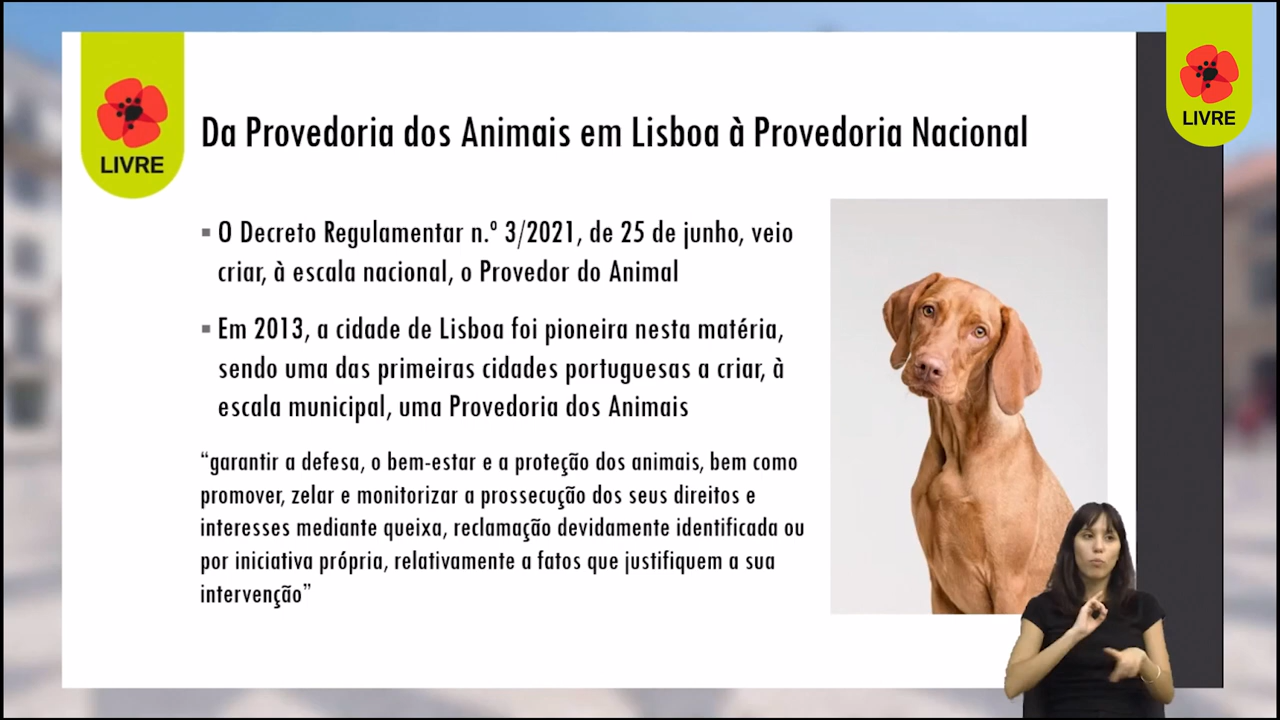 LIVRE
LIVRE
Da Provedoria dos Animais em Lisboa à Provedoria Nacional
▪ O Decreto Regulamentar n.º 3/2021, de 25 de junho, veio
criar, à escala nacional, o Provedor do Animal
▪ Em 2013, a cidade de Lisboa foi pioneira nesta matéria,
sendo uma das primeiras cidades portuguesas a criar, à
escala municipal, uma Provedoria dos Animais
“garantir a defesa, o bem-estar e a proteção dos animais, bem como
promover, zelar e monitorizar a prossecução dos seus direitos e
interesses mediante queixa, reclamação devidamente identificada ou
por iniciativa própria, relativamente a fatos que justifiquem a sua
intervenção”